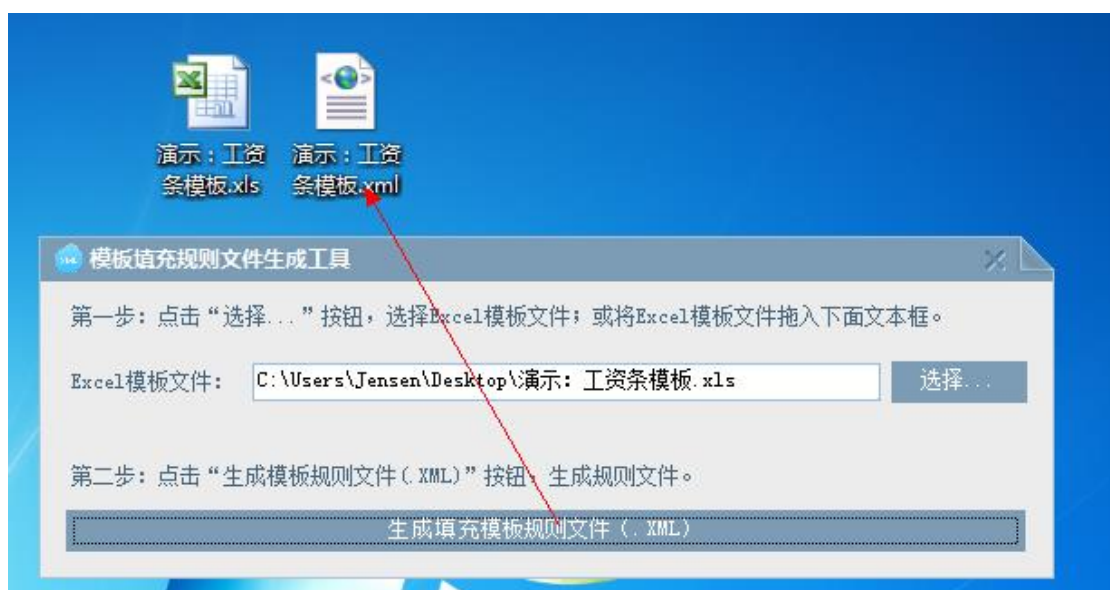 演示：工资
条模板.xls
演示：工资
条模板.xml
模板填充规则文件生成工具
第一步：点击“选择...”按钮，选择Excel模板文件；或将Excel模板文件拖入下面文本框。
Excel模板文件：
C:\Users\Jensen\Desktop\演示：工资条模板.xls
选择...
第二步：点击“生成模板规则文件(.XML)”按钮，生成规则文件。
生成填充模板规则文件（.XML）